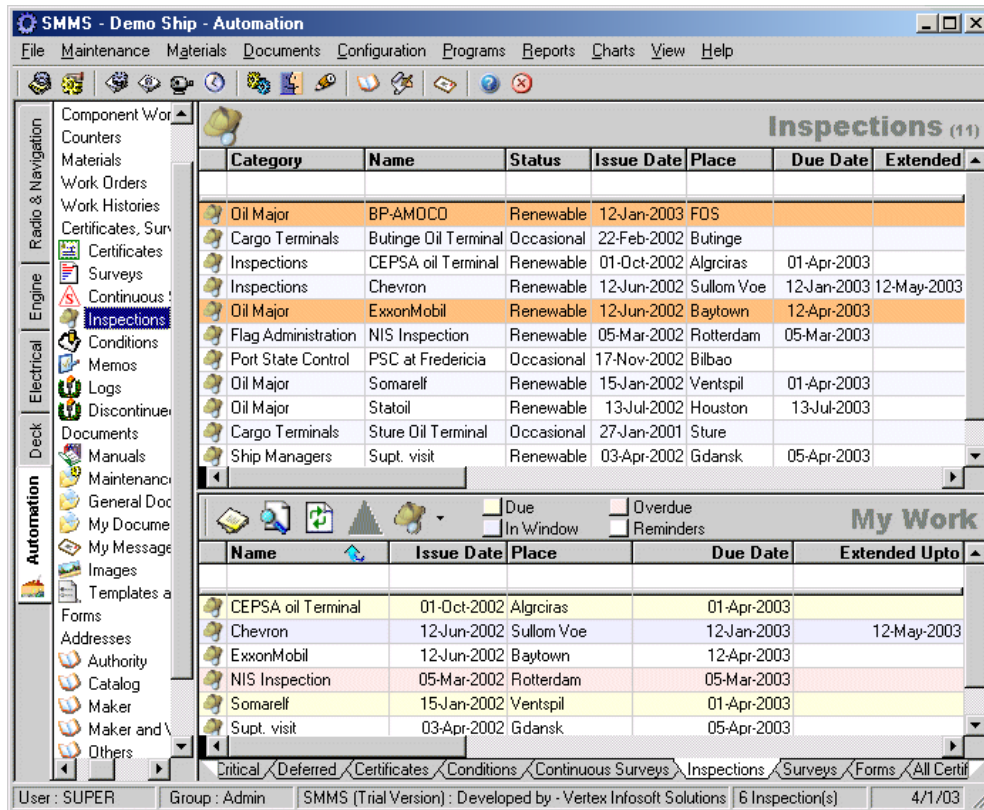 SMMS - Demo Ship - Automation
File Maintenance Materials Documents Configuration Programs Reports Charts View Help
Radio & Navigation
Engine
Electrical
Deck
Automation
Component Wor
Counters
Materials
Work Orders
Work Histories
Certificates, Surv
Certificates
Surveys
Continuous S
Inspections
Conditions
Memos
Logs
Discontinue
Documents
Manuals
Maintenanc
General Doc
My Docume
My Message
Images
Templates a
Forms
Addresses
Authority
Catalog
Maker
Maker and V
Others
Inspections (11)
Category Name Status Issue Date Place Due Date Extended
Oil Major BP-AMOCO Renewable 12-Jan-2003 FOS
Cargo Terminals Butinge Oil Terminal Occasional 22-Feb-2002 Butinge
Inspections CEPSA oil Terminal Renewable 01-Oct-2002 Algrciras 01-Apr-2003
Inspections Chevron Renewable 12-Jun-2002 Sullom Voe 12-Jan-2003 12-May-2003
Oil Major ExxonMobil Renewable 12-Jun-2002 Baytown 12-Apr-2003
Flag Administration NIS Inspection Renewable 05-Mar-2002 Rotterdam 05-Mar-2003
Port State Control PSC at Fredericia Occasional 17-Nov-2002 Bilbao
Oil Major Somarelf Renewable 15-Jan-2002 Ventspil 01-Apr-2003
Oil Major Statoil Renewable 13-Jul-2002 Houston 13-Jul-2003
Cargo Terminals Sture Oil Terminal Occasional 27-Jan-2001 Sture
Ship Managers Supt. visit Renewable 03-Apr-2002 Gdansk 05-Apr-2003
Due Overdue
In Window Reminders
My Work
Name Issue Date Place Due Date Extended Upto
CEPSA oil Terminal 01-Oct-2002 Algrciras 01-Apr-2003
Chevron 12-Jun-2002 Sullom Voe 12-Jan-2003 12-May-2003
ExxonMobil 12-Jun-2002 Baytown 12-Apr-2003
NIS Inspection 05-Mar-2002 Rotterdam 05-Mar-2003
Somarelf 15-Jan-2002 Ventspil 01-Apr-2003
Supt. visit 03-Apr-2002 Gdansk 05-Apr-2003
Critical Deferred Certificates Conditions Continuous Surveys Inspections Surveys Forms All Certif
User : SUPER Group : Admin SMMS (Trial Version) : Developed by - Vertex Infosoft Solutions 6 Inspection(s) 4/1/03